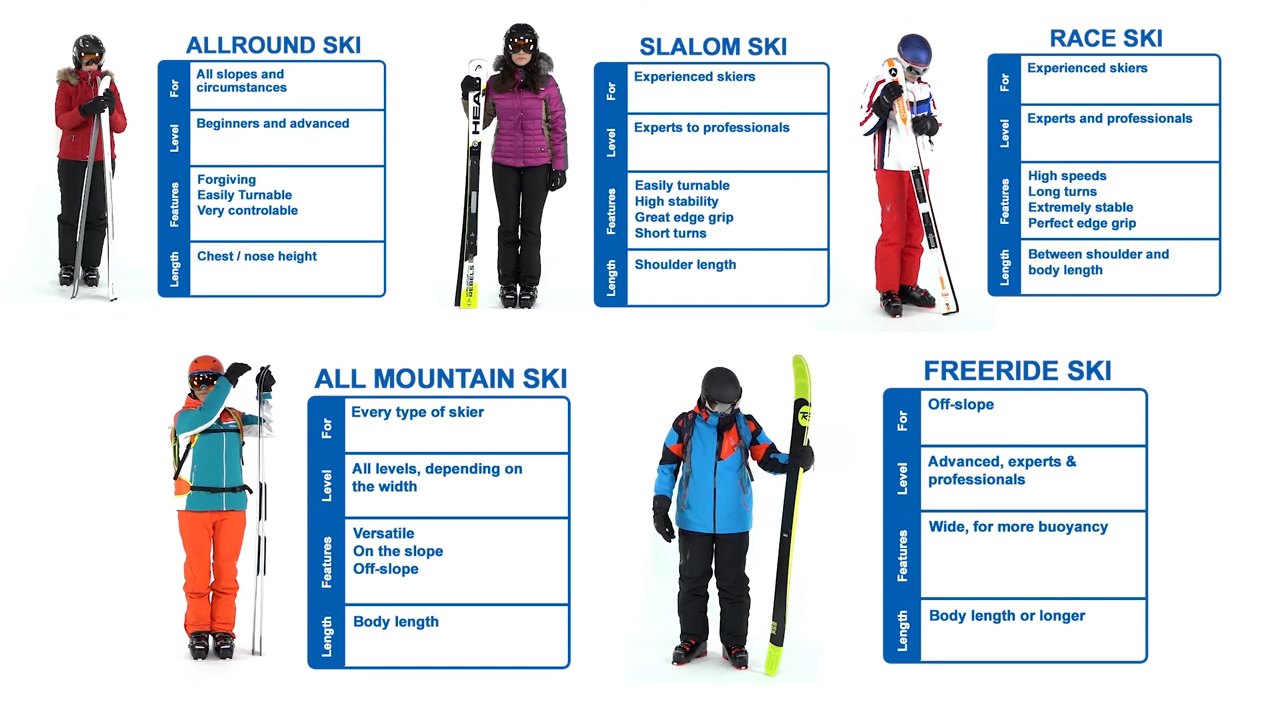 ALLROUND SKI
For
All slopes and
circumstances
Level
Beginners and advanced
Features
Forgiving
Easily Turnable
Very controlable
Length
Chest / nose height
HEAD
REBELS
SLALOM SKI
For
Experienced skiers
Level
Experts to professionals
Features
Easily turnable
High stability
Great edge grip
Short turns
Length
Shoulder length
RACE SKI
For
Experienced skiers
Level
Experts and professionals
Features
High speeds
Long turns
Extremely stable
Perfect edge grip
Length
Between shoulder and
body length
ALL MOUNTAIN SKI
For
Every type of skier
Level
All levels, depending on
the width
Features
Versatile
On the slope
Off-slope
Length
Body length
FREERIDE SKI
For
Off-slope
Level
Advanced, experts &
professionals
Features
Wide, for more buoyancy
Length
Body length or longer